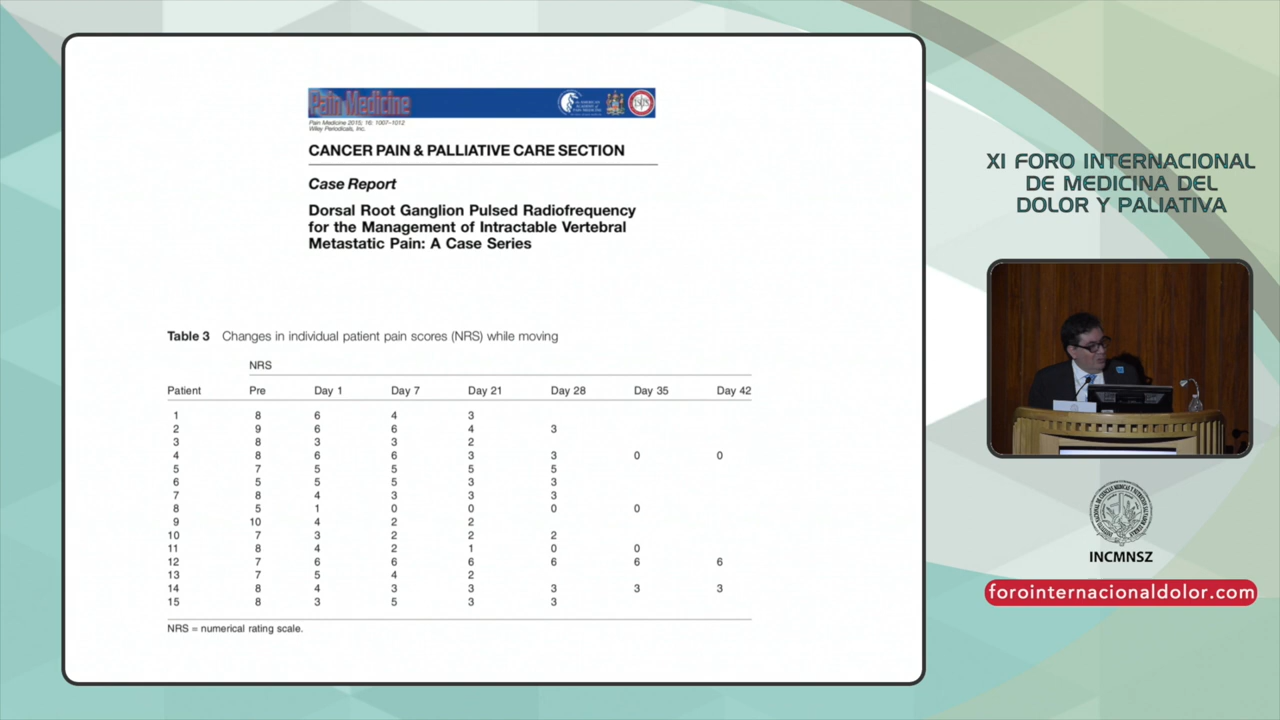 Pain Medicine
Pain Medicine 2015; 16: 1007–1012
Wiley Periodicals, Inc.
CANCER PAIN & PALLIATIVE CARE SECTION
Case Report
Dorsal Root Ganglion Pulsed Radiofrequency
for the Management of Intractable Vertebral
Metastatic Pain: A Case Series
Table 3 Changes in individual patient pain scores (NRS) while moving
NRS
Patient Pre Day 1 Day 7 Day 21 Day 28 Day 35 Day 42
1 8 6 4 3
2 9 6 6 4 3
3 8 3 3 2
4 8 6 6 3 3 0 0
5 7 5 5 5 5
6 5 5 5 3 3
7 8 4 3 3 3
8 5 1 0 0 0 0
9 10 4 2 2
10 7 3 2 2 2
11 8 4 2 1 0 0
12 7 6 6 6 6 6 6
13 7 5 4 2
14 8 4 3 3 3 3 3
15 8 3 5 3 3
NRS = numerical rating scale.
XI FORO INTERNACIONAL
DE MEDICINA DEL
DOLOR Y PALIATIVA
INCMNSZ
forointernacionaldolor.com